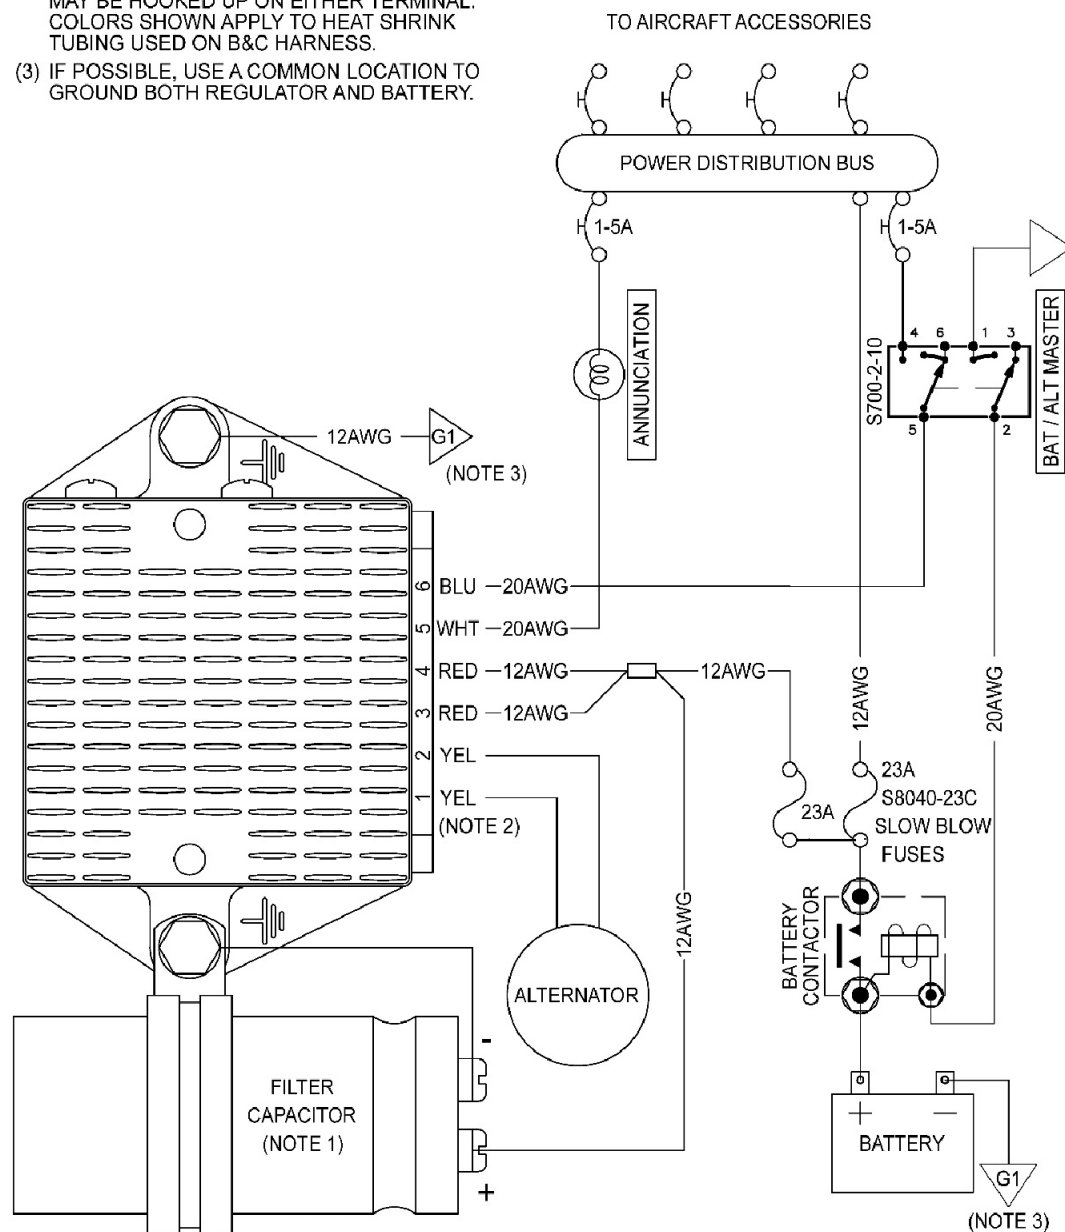 MAY BE HOOKED UP ON EITHER TERMINAL.
COLORS SHOWN APPLY TO HEAT SHRINK
TUBING USED ON B&C HARNESS.
(3) IF POSSIBLE, USE A COMMON LOCATION TO
GROUND BOTH REGULATOR AND BATTERY.
TO AIRCRAFT ACCESSORIES
POWER DISTRIBUTION BUS
1-5A
1-5A
ANNUNCIATION
S700-2-10
4 6 1 3
5 2
BAT / ALT MASTER
12AWG
G1
(NOTE 3)
6 BLU 20AWG
5 WHT 20AWG
4 RED 12AWG
12AWG
3 RED 12AWG
2 YEL
1 YEL
(NOTE 2)
12AWG
20AWG
23A
S8040-23C
SLOW BLOW
FUSES
23A
12AWG
BATTERY
CONTACTOR
ALTERNATOR
-
FILTER
CAPACITOR
(NOTE 1)
+
+ -
BATTERY
G1
(NOTE 3)